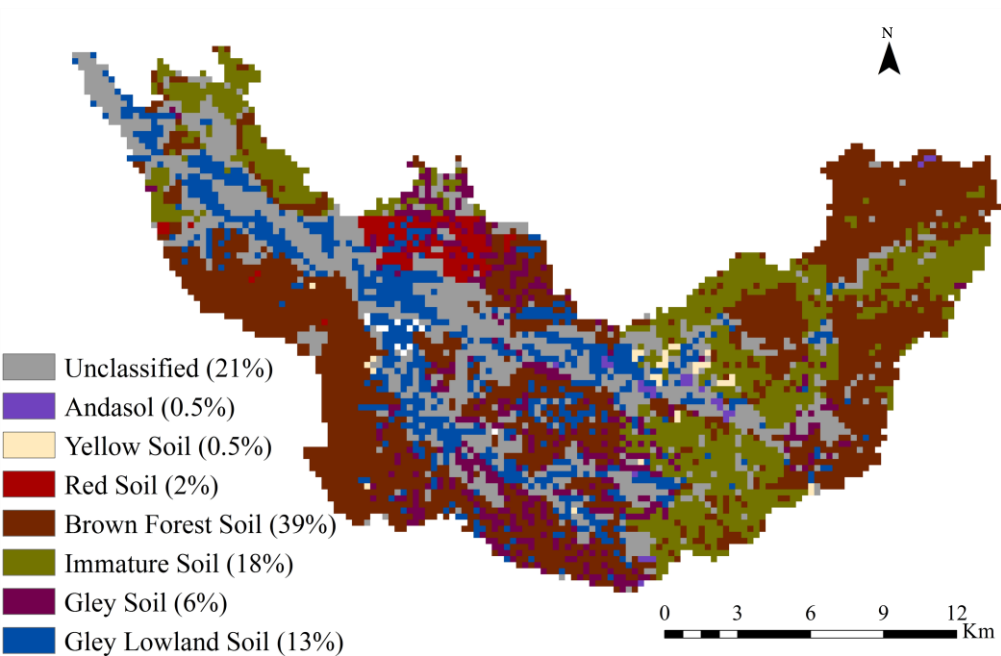 N
Unclassified (21%)
Andasol (0.5%)
Yellow Soil (0.5%)
Red Soil (2%)
Brown Forest Soil (39%)
Immature Soil (18%)
Gley Soil (6%)
Gley Lowland Soil (13%)
0 3 6 9 12
Km